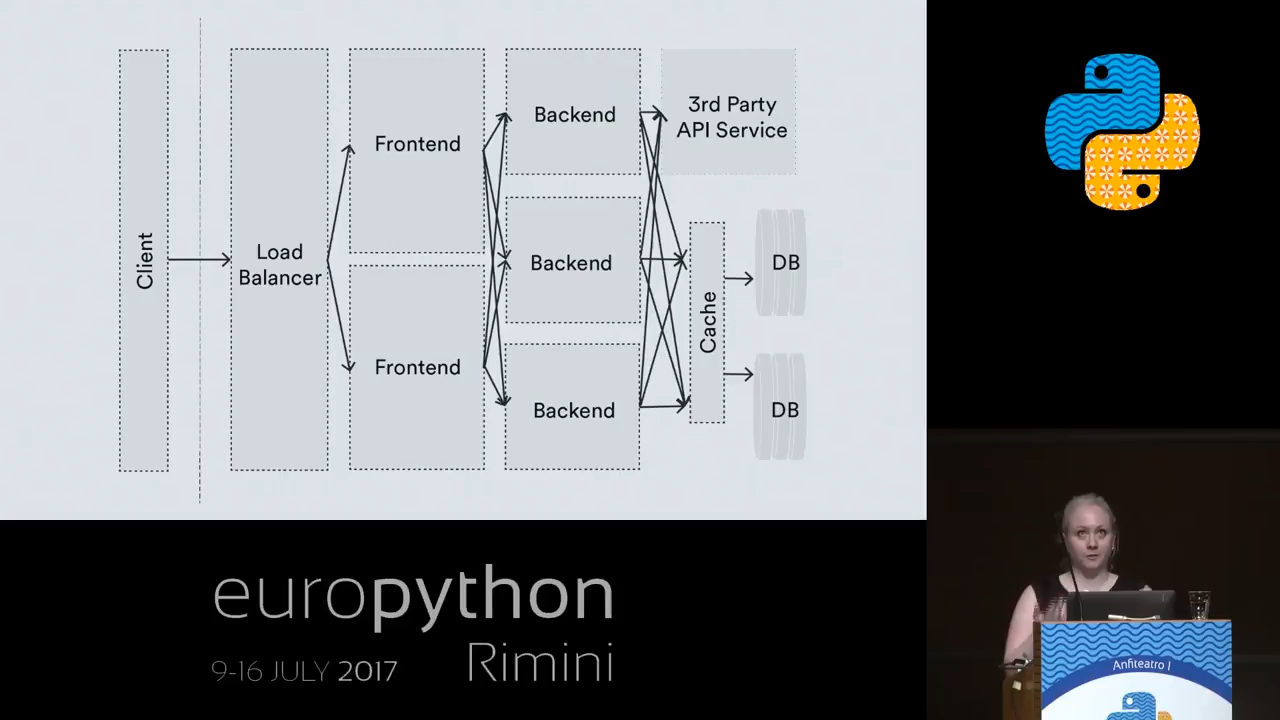 Client
Load
Balancer
Frontend
Frontend
Backend
Backend
Backend
3rd Party
API Service
Cache
DB
DB
europython
9-16 JULY 2017
Rimini
Anfiteatro 1